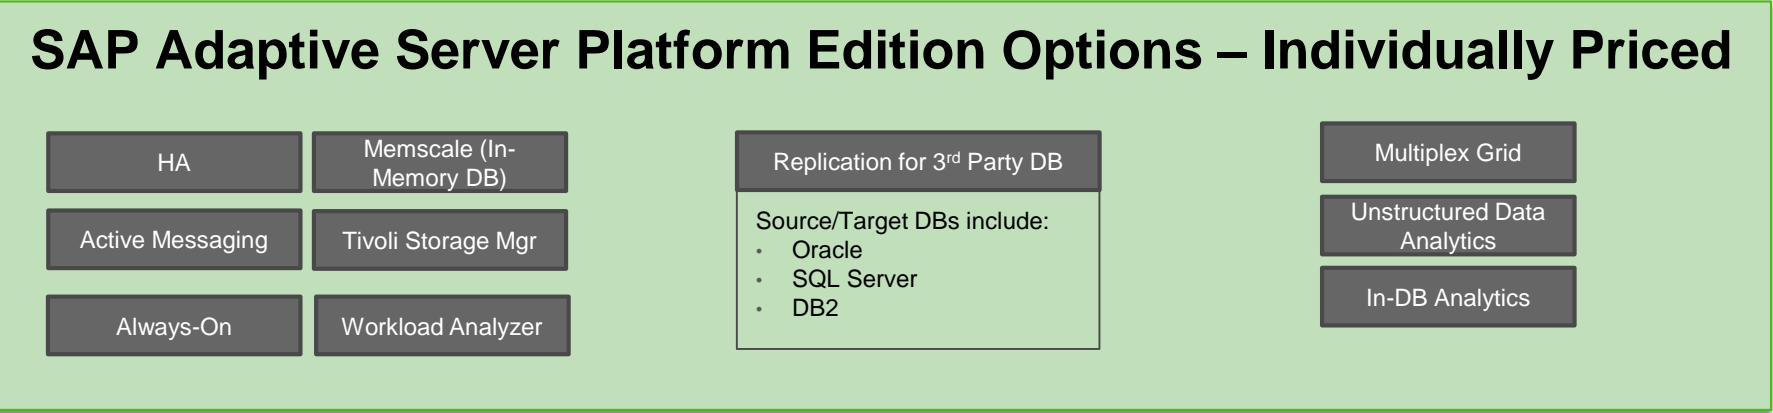 SAP Adaptive Server Platform Edition Options – Individually Priced
HA
Memscale (In-
Memory DB)
Active Messaging
Tivoli Storage Mgr
Always-On
Workload Analyzer
Replication for 3rd Party DB
Source/Target DBs include:
• Oracle
• SQL Server
• DB2
Multiplex Grid
Unstructured Data
Analytics
In-DB Analytics